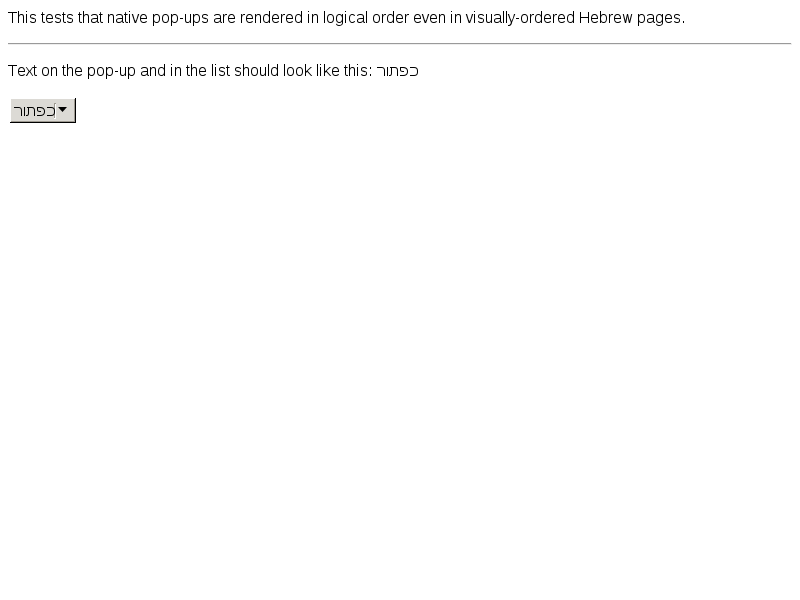 This tests that native pop-ups are rendered in logical order even in visually-ordered Hebrew pages.
Text on the pop-up and in the list should look like this: כפתור
כפתור